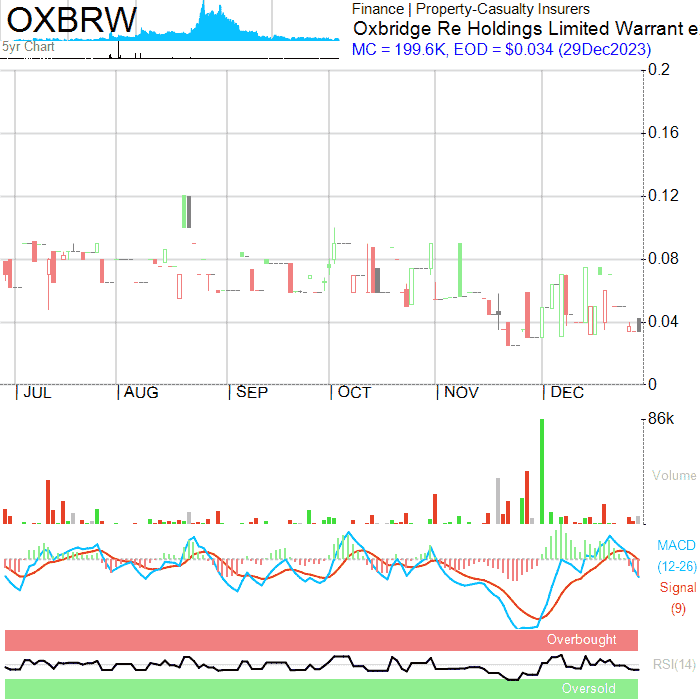 OXBRW
5yr Chart
Finance | Property-Casualty Insurers
Oxbridge Re Holdings Limited Warrant e
MC = 199.6K, EOD = $0.034 (29Dec2023)
0.2
0.16
0.12
0.08
0.04
0
JUL AUG SEP OCT NOV DEC
86k
Volume
MACD
(12-26)
Signal
(9)
Overbought
RSI(14)
Oversold